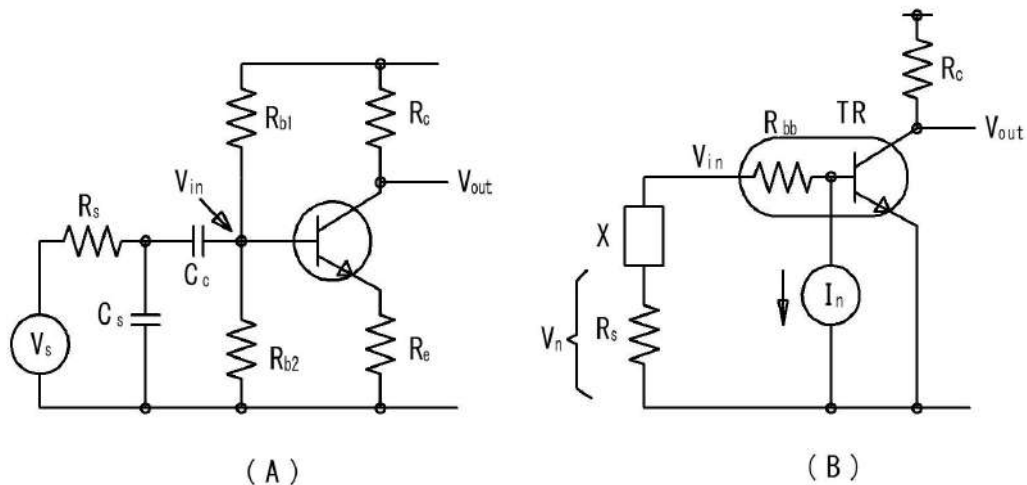 Rb1
Rc
Vin
Vout
Rs
Cc
Cs
Vs
Rb2
Re
(A)
Rc
TR
Rbb
Vout
Vin
X
In
Vn
Rs
(B)